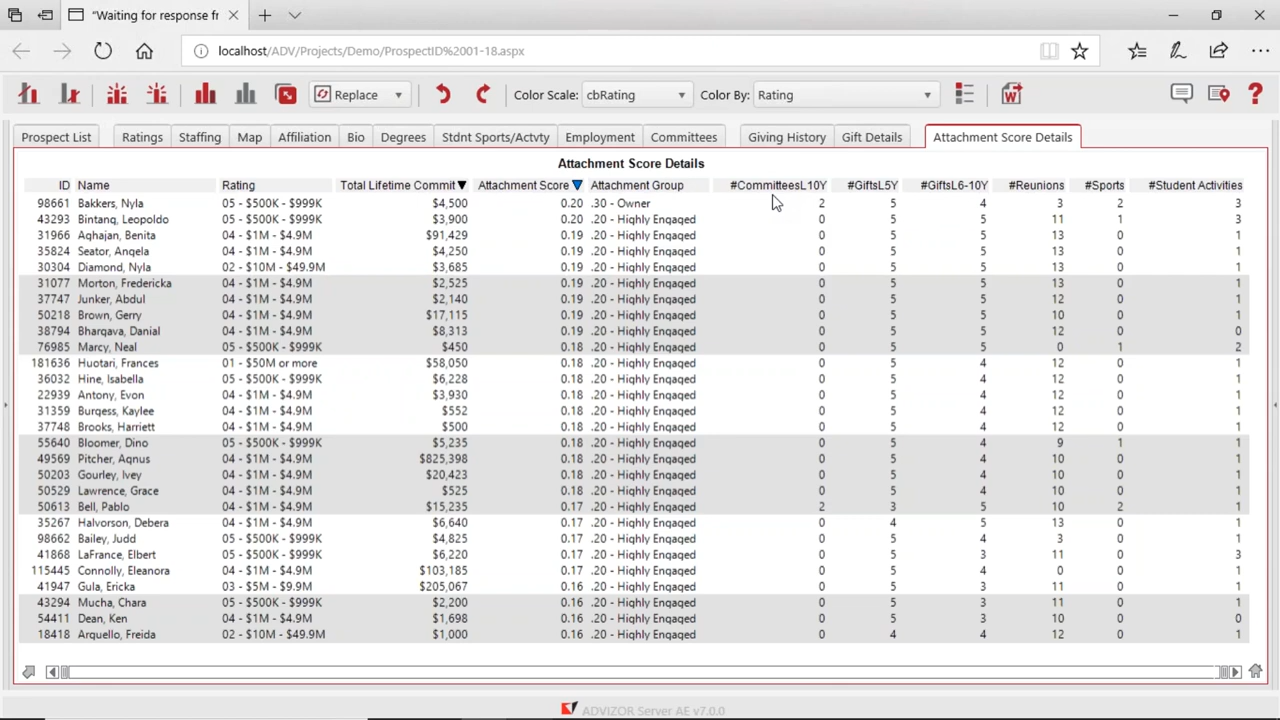 "Waiting for response fr
localhost/ADV/Projects/Demo/ProspectID%2001-18.aspx
Replace Color Scale: cbRating Color By: Rating
Prospect List Ratings Staffing Map Affiliation Bio Degrees Stdnt Sports/Actvty Employment Committees Giving History Gift Details Attachment Score Details
Attachment Score Details
ID Name Rating Total Lifetime Commit Attachment Score Attachment Group #CommitteesL10Y #GiftsL5Y #GiftsL6-10Y #Reunions #Sports #Student Activities
98661 Bakkers, Nyla 05 - $500K - $999K $4,500 0.20 .30 - Owner 2 5 4 3 2 3
43293 Bintang, Leopoldo 05 - $500K - $999K $3,900 0.20 .20 - Highly Engaged 0 5 5 11 1 3
31966 Aghajan, Benita 04 - $1M - $4.9M $91,429 0.19 .20 - Highly Engaged 0 5 5 13 0 1
35824 Seator, Angela 04 - $1M - $4.9M $4,250 0.19 .20 - Highly Engaged 0 5 5 13 0 1
30304 Diamond, Nyla 02 - $10M - $49.9M $3,685 0.19 .20 - Highly Engaged 0 5 5 13 0 1
31077 Morton, Fredericka 04 - $1M - $4.9M $2,525 0.19 .20 - Highly Engaged 0 5 5 13 0 1
37747 Junker, Abdul 04 - $1M - $4.9M $2,140 0.19 .20 - Highly Engaged 0 5 5 12 0 1
50218 Brown, Gerry 04 - $1M - $4.9M $17,115 0.19 .20 - Highly Engaged 0 5 5 10 0 1
38794 Bhargava, Danial 04 - $1M - $4.9M $8,313 0.19 .20 - Highly Engaged 0 5 5 12 0 0
76985 Marcy, Neal 05 - $500K - $999K $450 0.18 .20 - Highly Engaged 0 5 5 0 1 2
181636 Huotari, Frances 01 - $50M or more $58,050 0.18 .20 - Highly Engaged 0 5 4 12 0 1
36032 Hine, Isabella 05 - $500K - $999K $6,228 0.18 .20 - Highly Engaged 0 5 4 12 0 1
22939 Antony, Evon 04 - $1M - $4.9M $3,930 0.18 .20 - Highly Engaged 0 5 4 12 0 1
31359 Burgess, Kaylee 04 - $1M - $4.9M $552 0.18 .20 - Highly Engaged 0 5 4 12 0 1
37748 Brooks, Harriett 04 - $1M - $4.9M $500 0.18 .20 - Highly Engaged 0 5 4 12 0 1
55640 Bloomer, Dino 05 - $500K - $999K $5,235 0.18 .20 - Highly Engaged 0 5 4 9 1 1
49569 Pitcher, Agnus 04 - $1M - $4.9M $825,398 0.18 .20 - Highly Engaged 0 5 4 10 0 1
50203 Gourley, Ivey 04 - $1M - $4.9M $20,423 0.18 .20 - Highly Engaged 0 5 4 10 0 1
50529 Lawrence, Grace 04 - $1M - $4.9M $525 0.18 .20 - Highly Engaged 0 5 4 10 0 1
50613 Bell, Pablo 04 - $1M - $4.9M $15,235 0.17 .20 - Highly Engaged 2 3 5 10 2 1
35267 Halvorson, Debera 04 - $1M - $4.9M $6,640 0.17 .20 - Highly Engaged 0 4 5 13 0 1
98662 Bailey, Judd 05 - $500K - $999K $4,825 0.17 .20 - Highly Engaged 0 5 4 3 0 1
41868 LaFrance, Elbert 05 - $500K - $999K $6,220 0.17 .20 - Highly Engaged 0 5 3 11 0 3
115445 Connolly, Eleanora 04 - $1M - $4.9M $103,185 0.17 .20 - Highly Engaged 0 5 4 0 0 1
41947 Gula, Ericka 03 - $5M - $9.9M $205,067 0.16 .20 - Highly Engaged 0 5 3 11 0 1
43294 Mucha, Chara 05 - $500K - $999K $2,200 0.16 .20 - Highly Engaged 0 5 3 11 0 1
54411 Dean, Ken 04 - $1M - $4.9M $1,698 0.16 .20 - Highly Engaged 0 5 3 10 0 0
18418 Arguello, Freida 02 - $10M - $49.9M $1,000 0.16 .20 - Highly Engaged 0 4 4 12 0 1
ADVIZOR Server AE v7.0.0